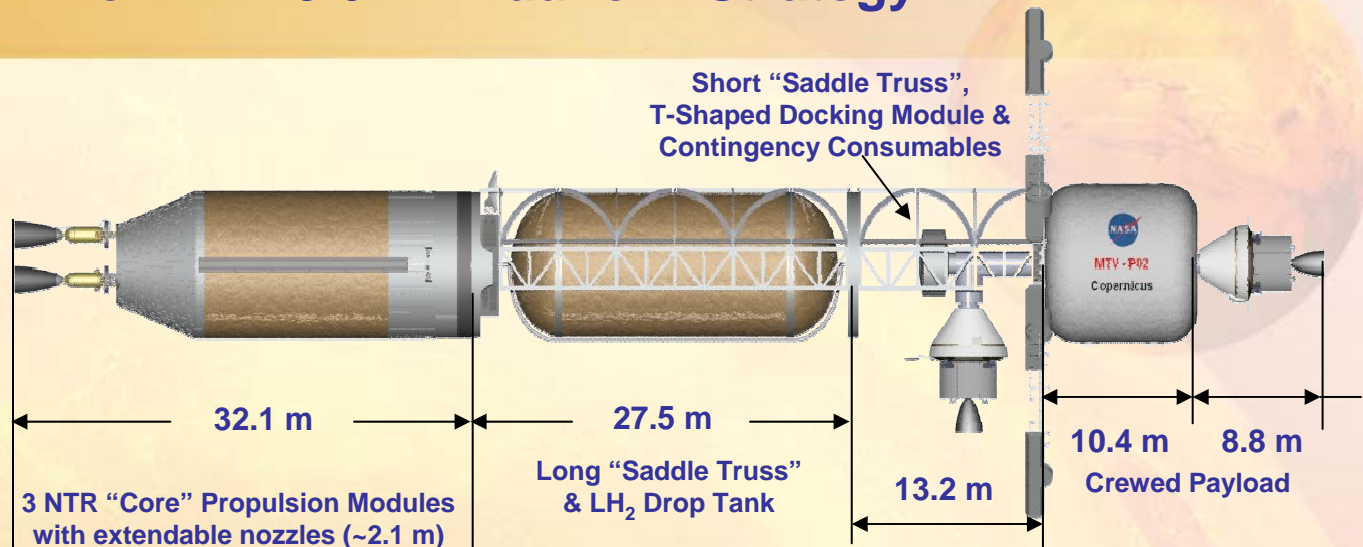 Strategy
Short “Saddle Truss”,
T-Shaped Docking Module &
Contingency Consumables
NASA
MTV - P02
Copernicus
32.1 m
27.5 m
13.2 m
10.4 m
8.8 m
Crewed Payload
Long “Saddle Truss”
& LH₂ Drop Tank
3 NTR “Core” Propulsion Modules
with extendable nozzles (~2.1 m)